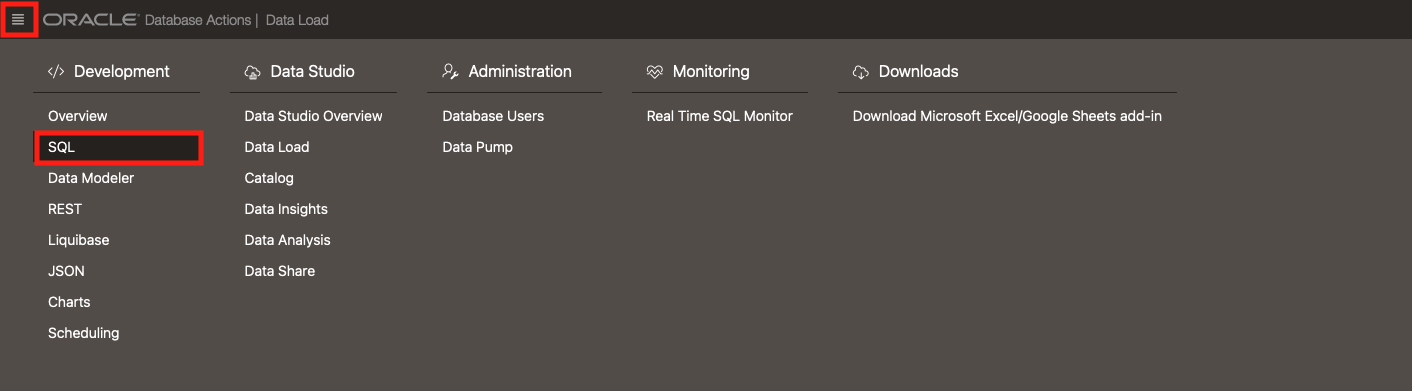 ORACLE Database Actions | Data Load
Development
Overview
SQL
Data Modeler
REST
Liquibase
JSON
Charts
Scheduling
Data Studio
Data Studio Overview
Data Load
Catalog
Data Insights
Data Analysis
Data Share
Administration
Database Users
Data Pump
Monitoring
Real Time SQL Monitor
Downloads
Download Microsoft Excel/Google Sheets add-in